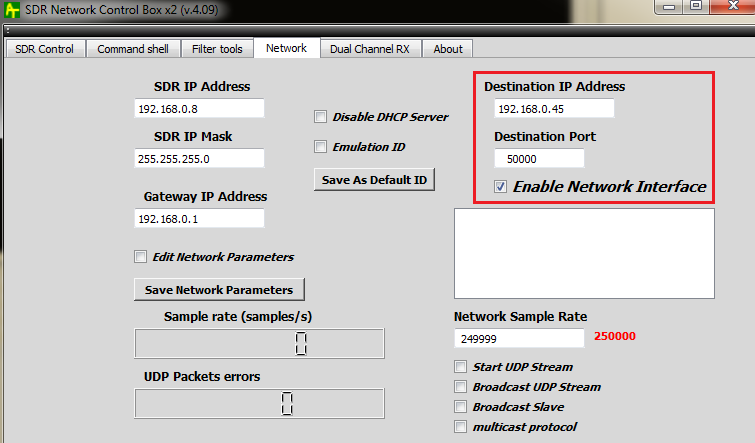 SDR Network Control Box x2 (v.4.09)
SDR Control Command shell Filter tools Network Dual Channel RX About
SDR IP Address
192.168.0.8
SDR IP Mask
255.255.255.0
Gateway IP Address
192.168.0.1
Edit Network Parameters
Save Network Parameters
Sample rate (samples/s)
0
UDP Packets errors
0
Disable DHCP Server
Emulation ID
Save As Default ID
Destination IP Address
192.168.0.45
Destination Port
50000
Enable Network Interface
Network Sample Rate
249999 250000
Start UDP Stream
Broadcast UDP Stream
Broadcast Slave
multicast protocol